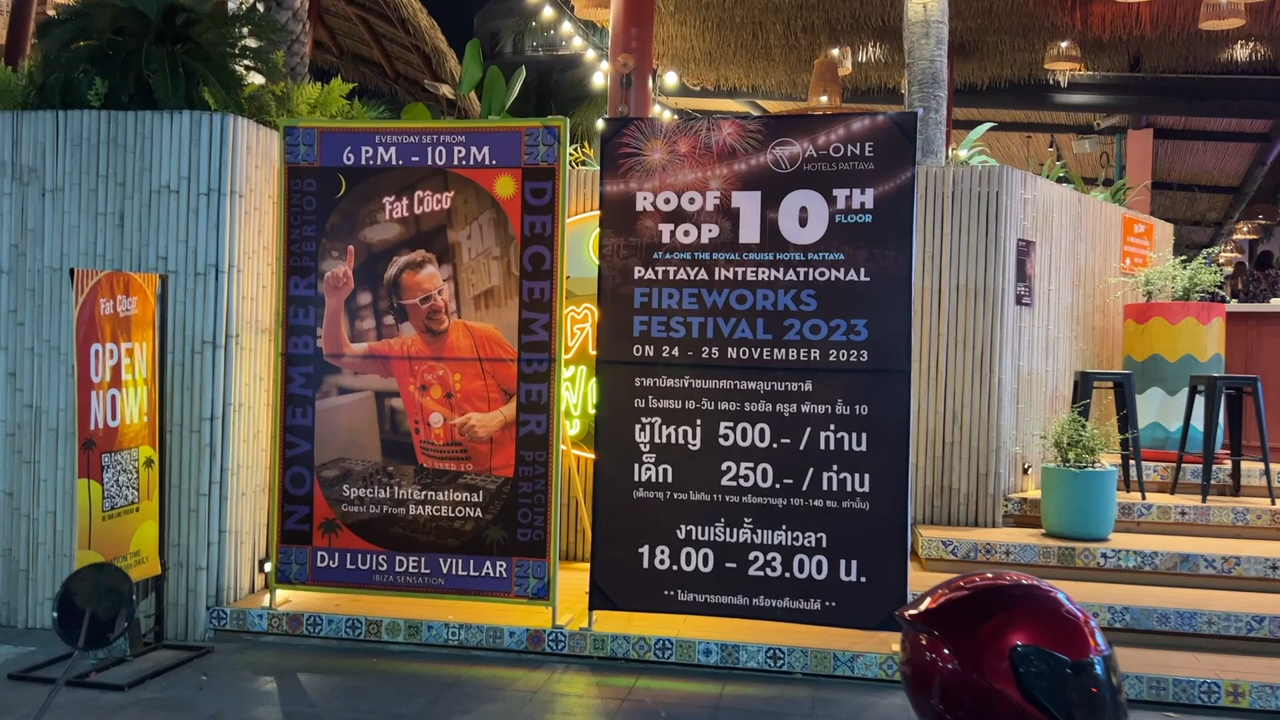 Fat Côco
OPEN
NOW!
EVERYDAY SET FROM
6 P.M. - 10 P.M.
Fat Côco
NOVEMBER
DANCING
PERIOD
DECEMBER
DANCING
PERIOD
Special International
Guest DJ From BARCELONA
DJ LUIS DEL VILLAR
IBIZA SENSATION
A-ONE
HOTELS PATTAYA
ROOF
TOP
10TH
FLOOR
AT A-ONE THE ROYAL CRUISE HOTEL PATTAYA
PATTAYA INTERNATIONAL
FIREWORKS
FESTIVAL 2023
ON 24 - 25 NOVEMBER 2023
ราคาบัตรเข้าชมเทศกาลพลุนานาชาติ
ณ โรงแรม เอ-วัน เดอะ รอยัล ครูส พัทยา ชั้น 10
ผู้ใหญ่ 500.- / ท่าน
เด็ก 250.- / ท่าน
(เด็กอายุ 7 ขวบ ไม่เกิน 11 ขวบ หรือความสูง 101-140 ซม. เท่านั้น)
งานเริ่มตั้งแต่เวลา
18.00 - 23.00 น.
** ไม่สามารถยกเลิก หรือขอคืนเงินได้ **